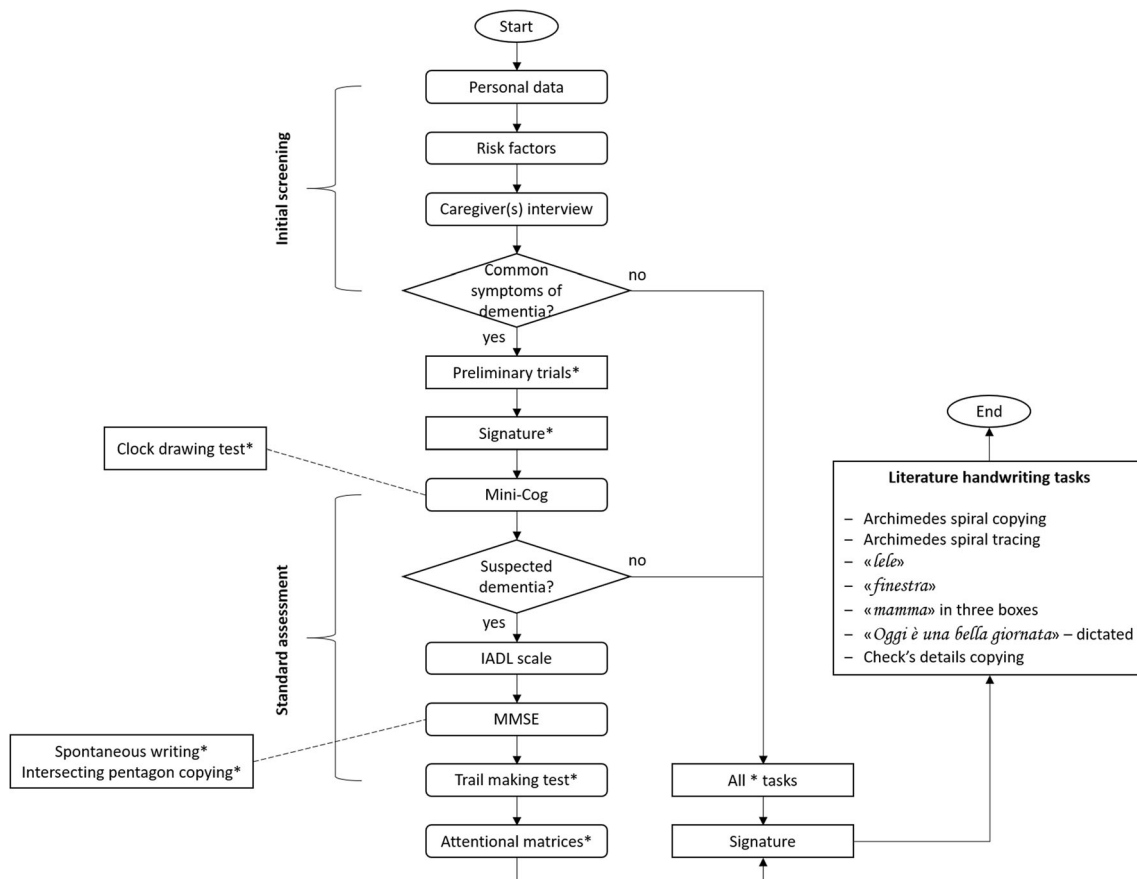 Start
Personal data
Risk factors
Caregiver(s) interview
Initial screening
Common
symptoms of
dementia?
no
yes
Preliminary trials*
Signature*
Clock drawing test*
Mini-Cog
Suspected
dementia?
no
yes
Standard assessment
IADL scale
MMSE
Spontaneous writing*
Intersecting pentagon copying*
Trail making test*
Attentional matrices*
All * tasks
Signature
End
Literature handwriting tasks
– Archimedes spiral copying
– Archimedes spiral tracing
– «lele»
– «finestra»
– «mamma» in three boxes
– «Oggi è una bella giornata» – dictated
– Check's details copying